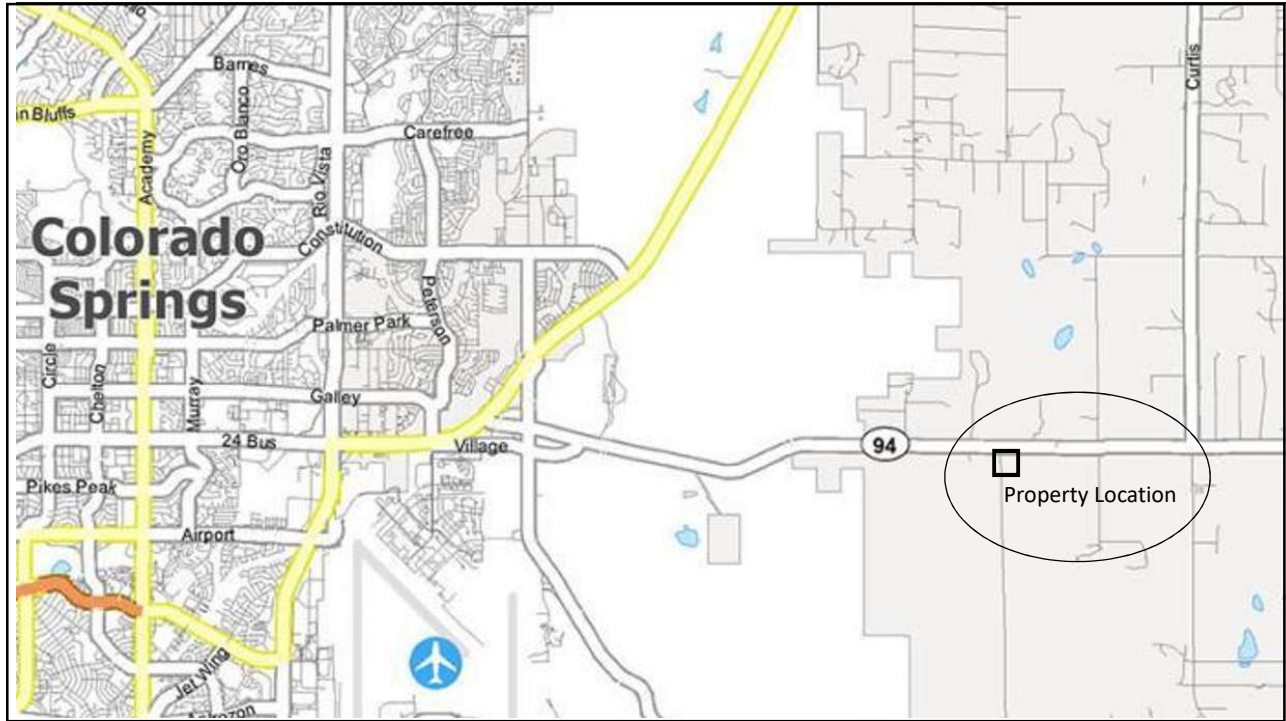 Barnes
n Bluffs
Oro Blanco
Carefree
Curtis
Academy
Rio Vista
Colorado
Springs
Constitution
Peterson
Palmer Park
Circle
Chelton
Murray
Galley
24 Bus
Village
94
Pikes Peak
Property Location
Airport
Jet Wing